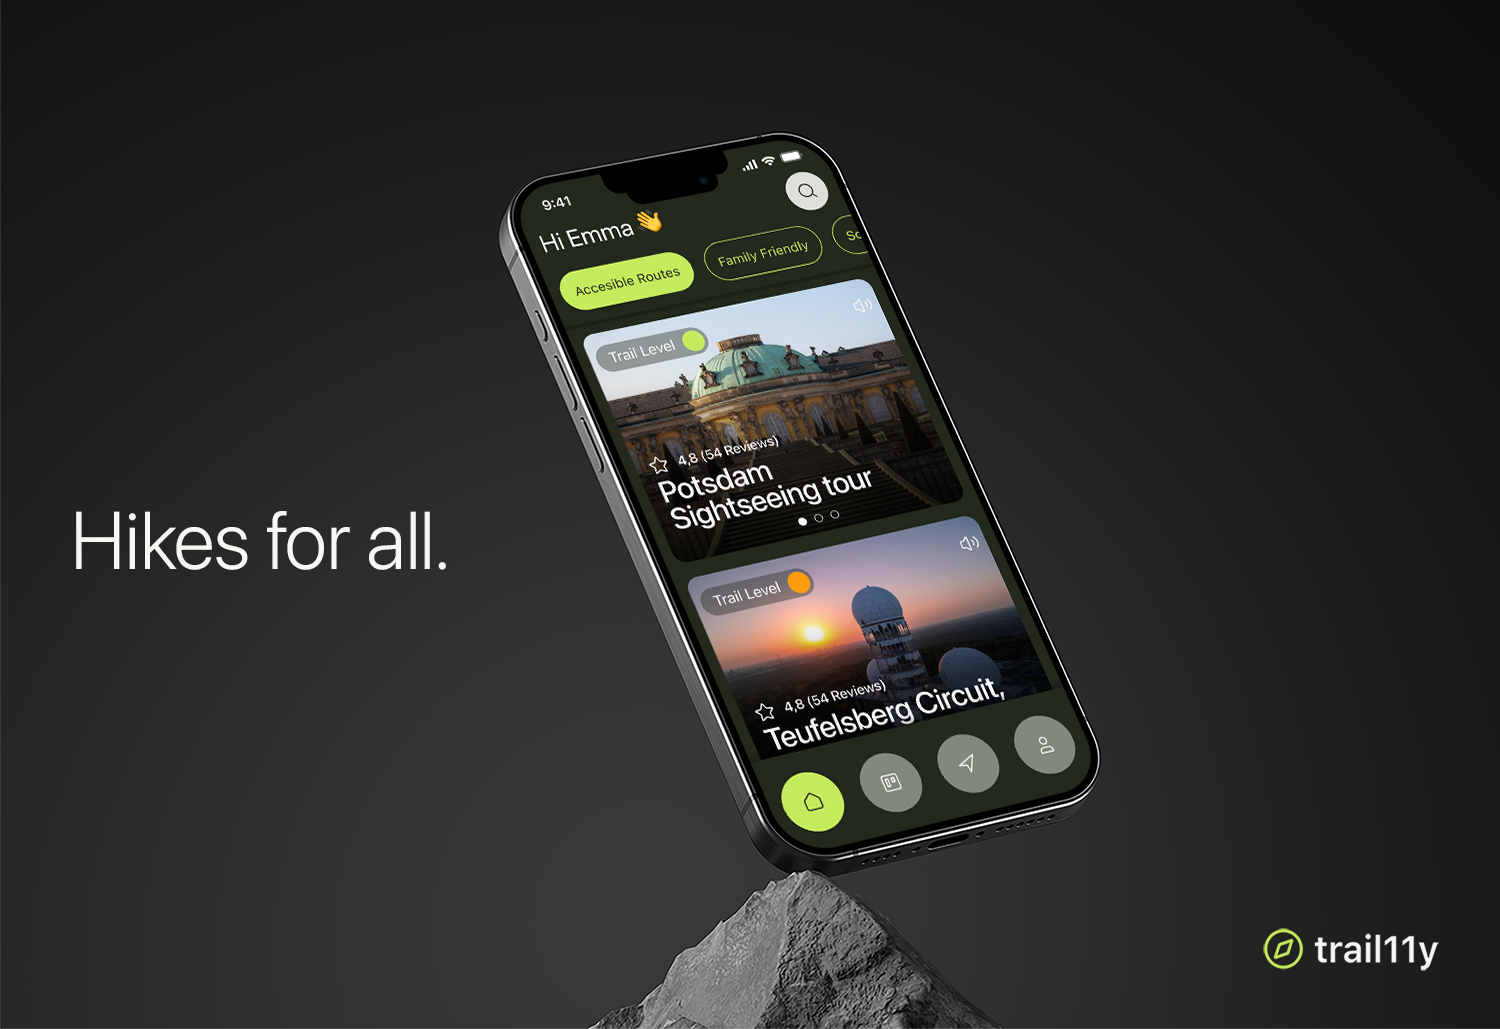 9:41
Hi Emma 👋
Accesible Routes
Family Friendly
Trail Level
4,8 (54 Reviews)
Potsdam
Sightseeing tour
Trail Level
4,8 (54 Reviews)
Teufelsberg Circuit,
Hikes for all.
trail11y